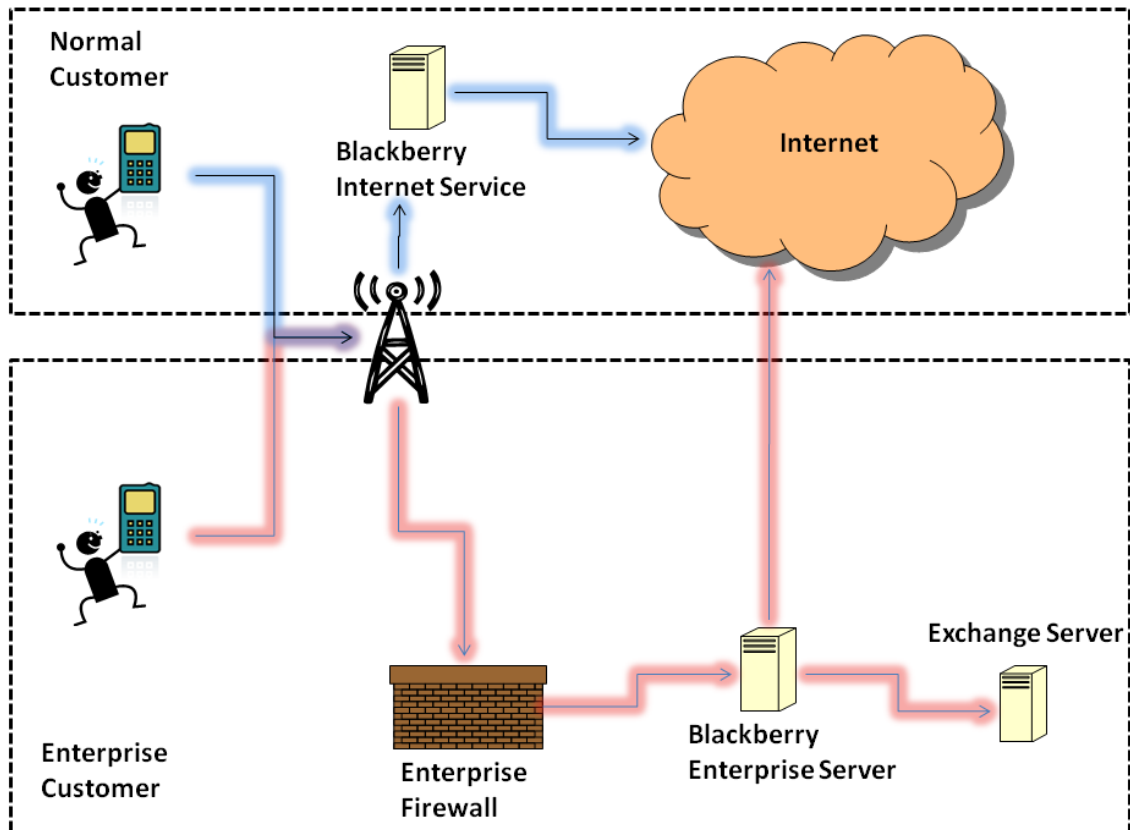 Normal
Customer
Blackberry
Internet Service
Internet
Enterprise
Customer
Enterprise
Firewall
Blackberry
Enterprise Server
Exchange Server